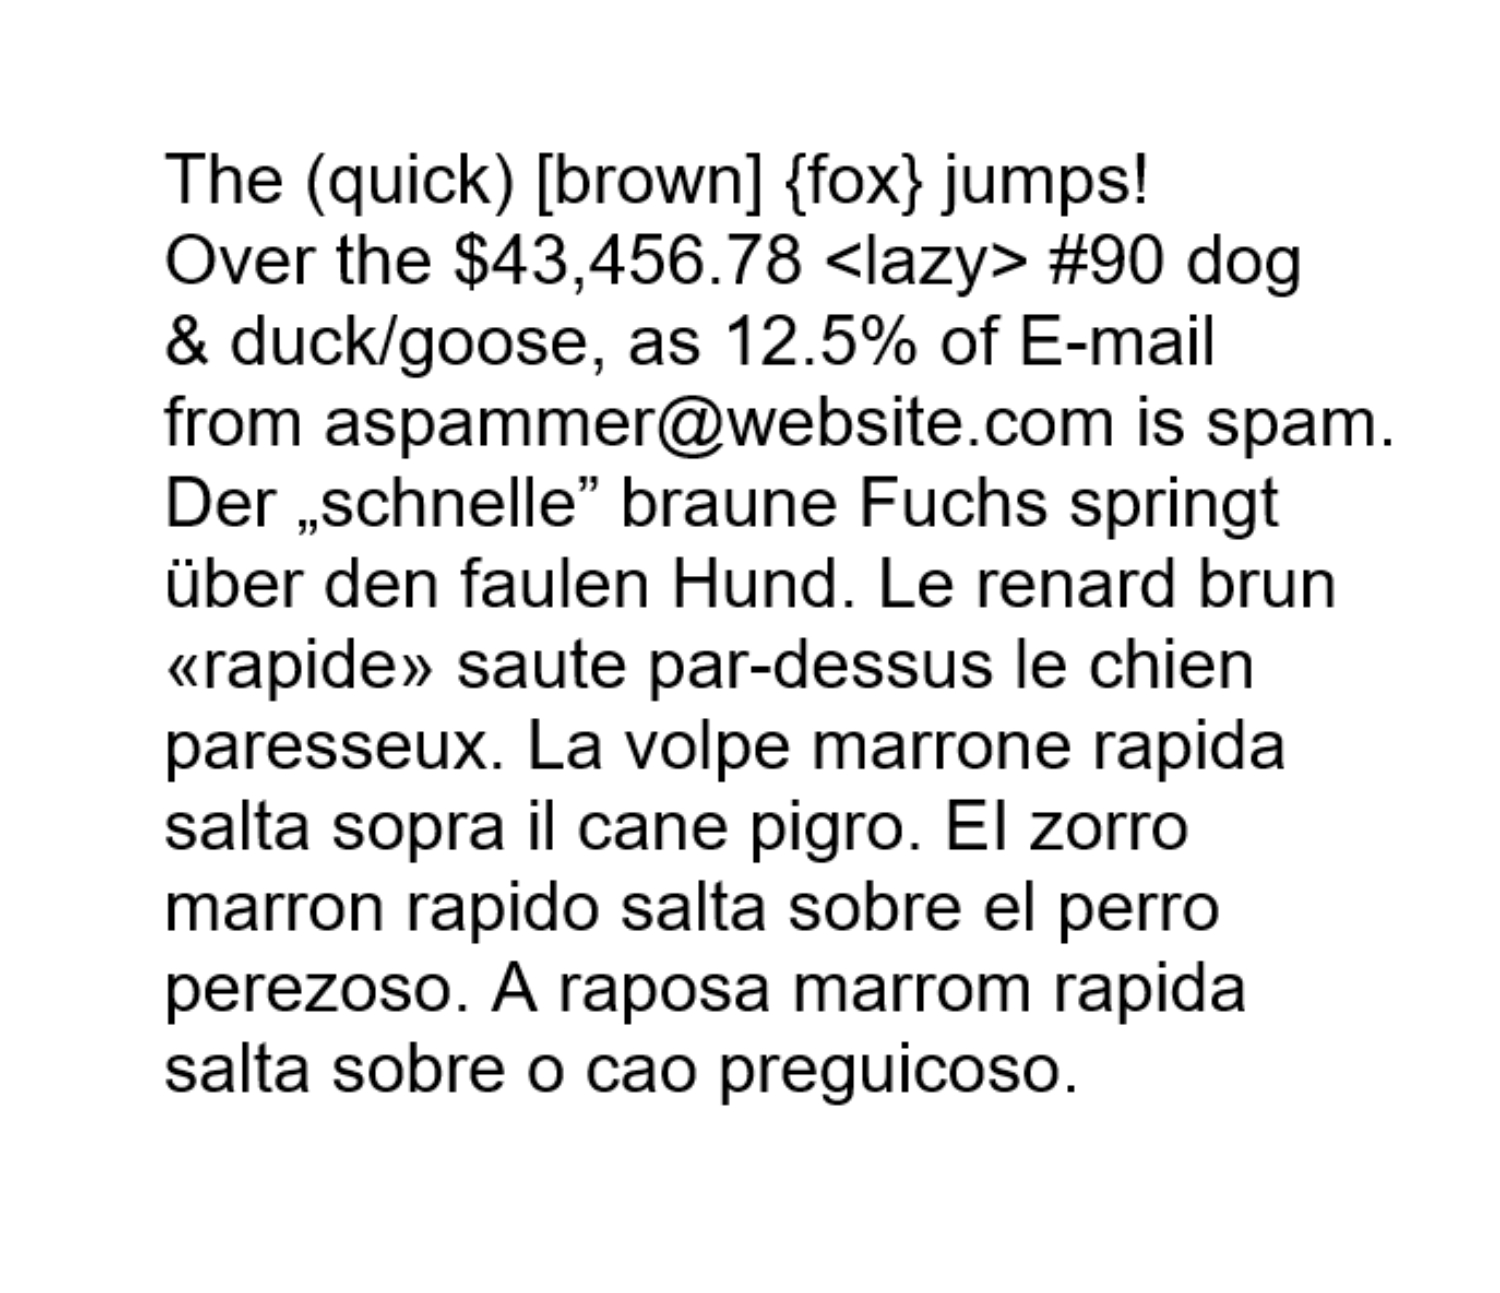 The (quick) [brown] {fox} jumps!
Over the $43,456.78 <lazy> #90 dog
& duck/goose, as 12.5% of E-mail
from aspammer@website.com is spam.
Der „schnelle” braune Fuchs springt
über den faulen Hund. Le renard brun
«rapide» saute par-dessus le chien
paresseux. La volpe marrone rapida
salta sopra il cane pigro. El zorro
marron rapido salta sobre el perro
perezoso. A raposa marrom rapida
salta sobre o cao preguicoso.